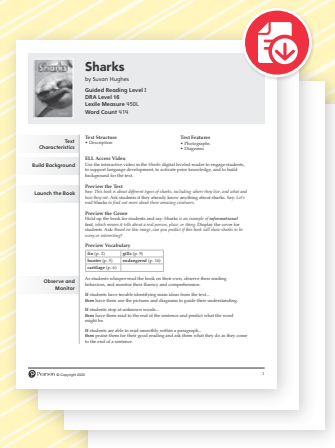 Sharks
Sharks
by Susan Hughes
Guided Reading Level I
DRA Level 16
Lexile Measure 450L
Word Count 414
Text
Characteristics
Text Structure
• Description
Text Features
• Photographs
• Diagrams
Build Background
ELL Access Video
Use the interactive video in the Sharks digital leveled reader to engage students,
to support language development, to activate prior knowledge, and to build
background for the text.
Launch the Book
Preview the Text
Say: This book is about different types of sharks, including where they live, and what and
how they eat. Ask students if they already know anything about sharks. Say: Let's
read Sharks to find out more about these amazing creatures.
Preview the Genre
Hold up the book for students and say: Sharks is an example of informational
text, which means it tells about a real person, place, or thing. Display the cover for
students. Ask: Based on this image, can you predict if this book will show sharks to be
scary or interesting?
Preview Vocabulary
fin (p. 2) gills (p. 9)
hunter (p. 5) endangered (p. 16)
cartilage (p. 6)
Observe and
Monitor
As students whisper-read the book on their own, observe their reading
behaviors, and monitor their fluency and comprehension.
If students have trouble identifying main ideas from the text...
then have them use the pictures and diagrams to guide their understanding.
If students stop at unknown words...
then have them read to the end of the sentence and predict what the word
might be.
If students are able to read smoothly within a paragraph...
then praise them for their good reading and ask them what they do as they come
to the end of a sentence.
Pearson © Copyright 2020
1